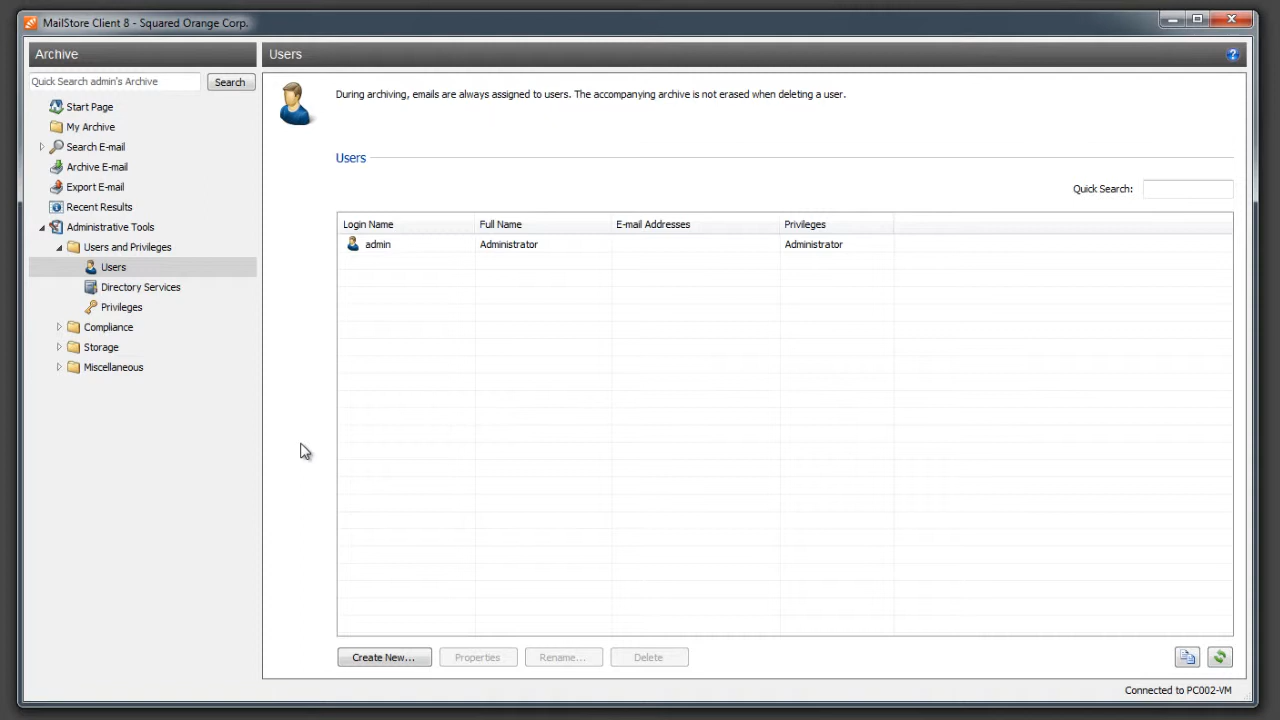 MailStore Client 8 - Squared Orange Corp.
Archive
Quick Search admin's Archive
Search
Start Page
My Archive
Search E-mail
Archive E-mail
Export E-mail
Recent Results
Administrative Tools
Users and Privileges
Users
Directory Services
Privileges
Compliance
Storage
Miscellaneous
Users
?
During archiving, emails are always assigned to users. The accompanying archive is not erased when deleting a user.
Users
Quick Search:
Login Name Full Name E-mail Addresses Privileges
admin Administrator Administrator
Create New... Properties Rename... Delete
Connected to PC002-VM